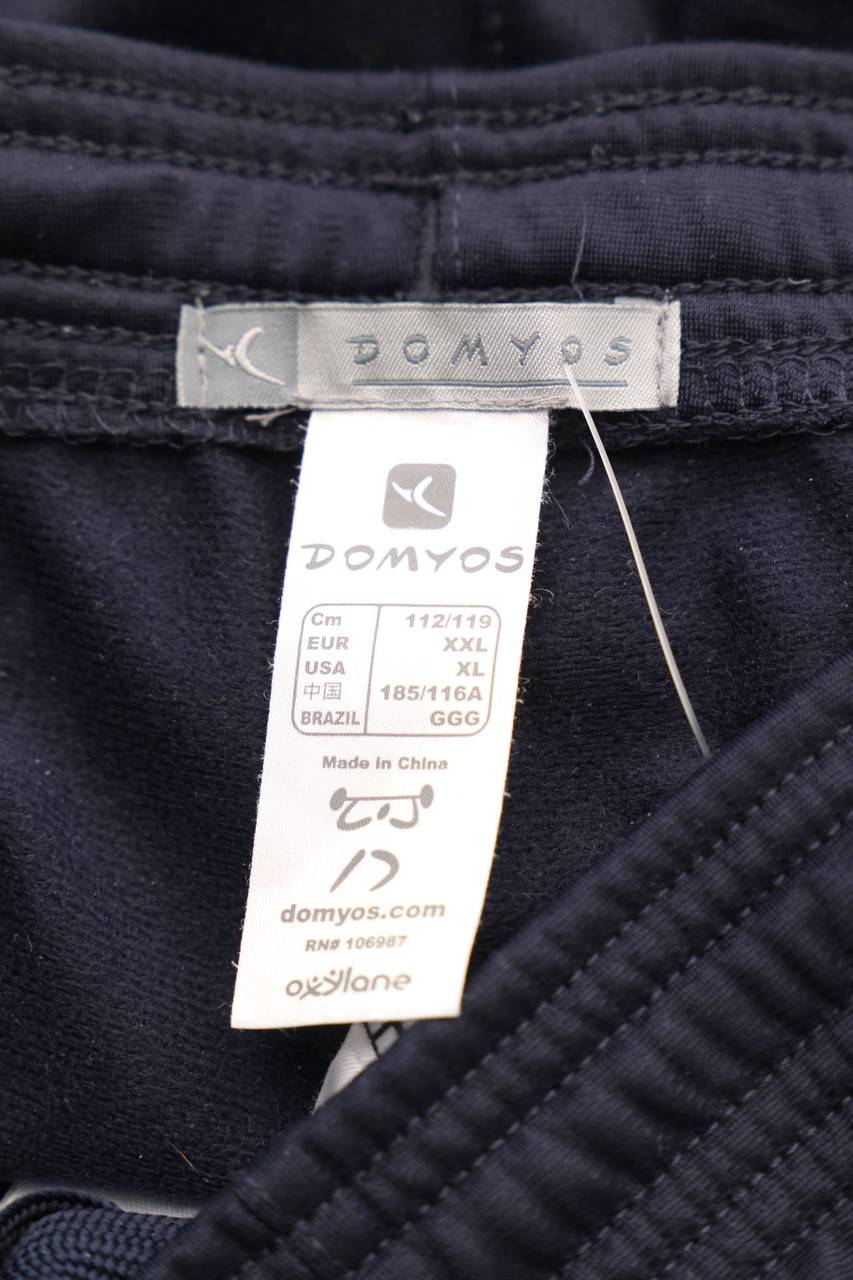 DOMYOS
DOMYOS
Cm 112/119
EUR XXL
USA XL
中国 185/116A
BRAZIL GGG
Made in China
domyos.com
RN# 106987
oxylane